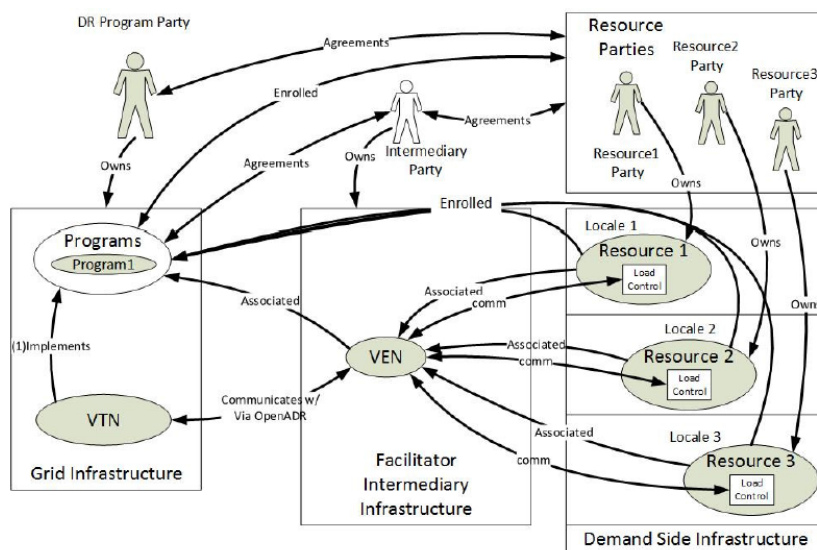 DR Program Party
Agreements
Enrolled
Agreements
Owns
Agreements
Owns
Intermediary
Party
Resource
Parties
Resource2
Party
Resource3
Party
Resource1
Party
Owns
Owns
Owns
Programs
Program1
Enrolled
Associated
(1)Implements
VTN
Communicates w/
Via OpenADR
Grid Infrastructure
VEN
Facilitator
Intermediary
Infrastructure
Locale 1
Resource 1
Load
Control
Associated
comm
Locale 2
Resource 2
Load
Control
Associated
comm
Locale 3
Resource 3
Load
Control
Associated
comm
Demand Side Infrastructure